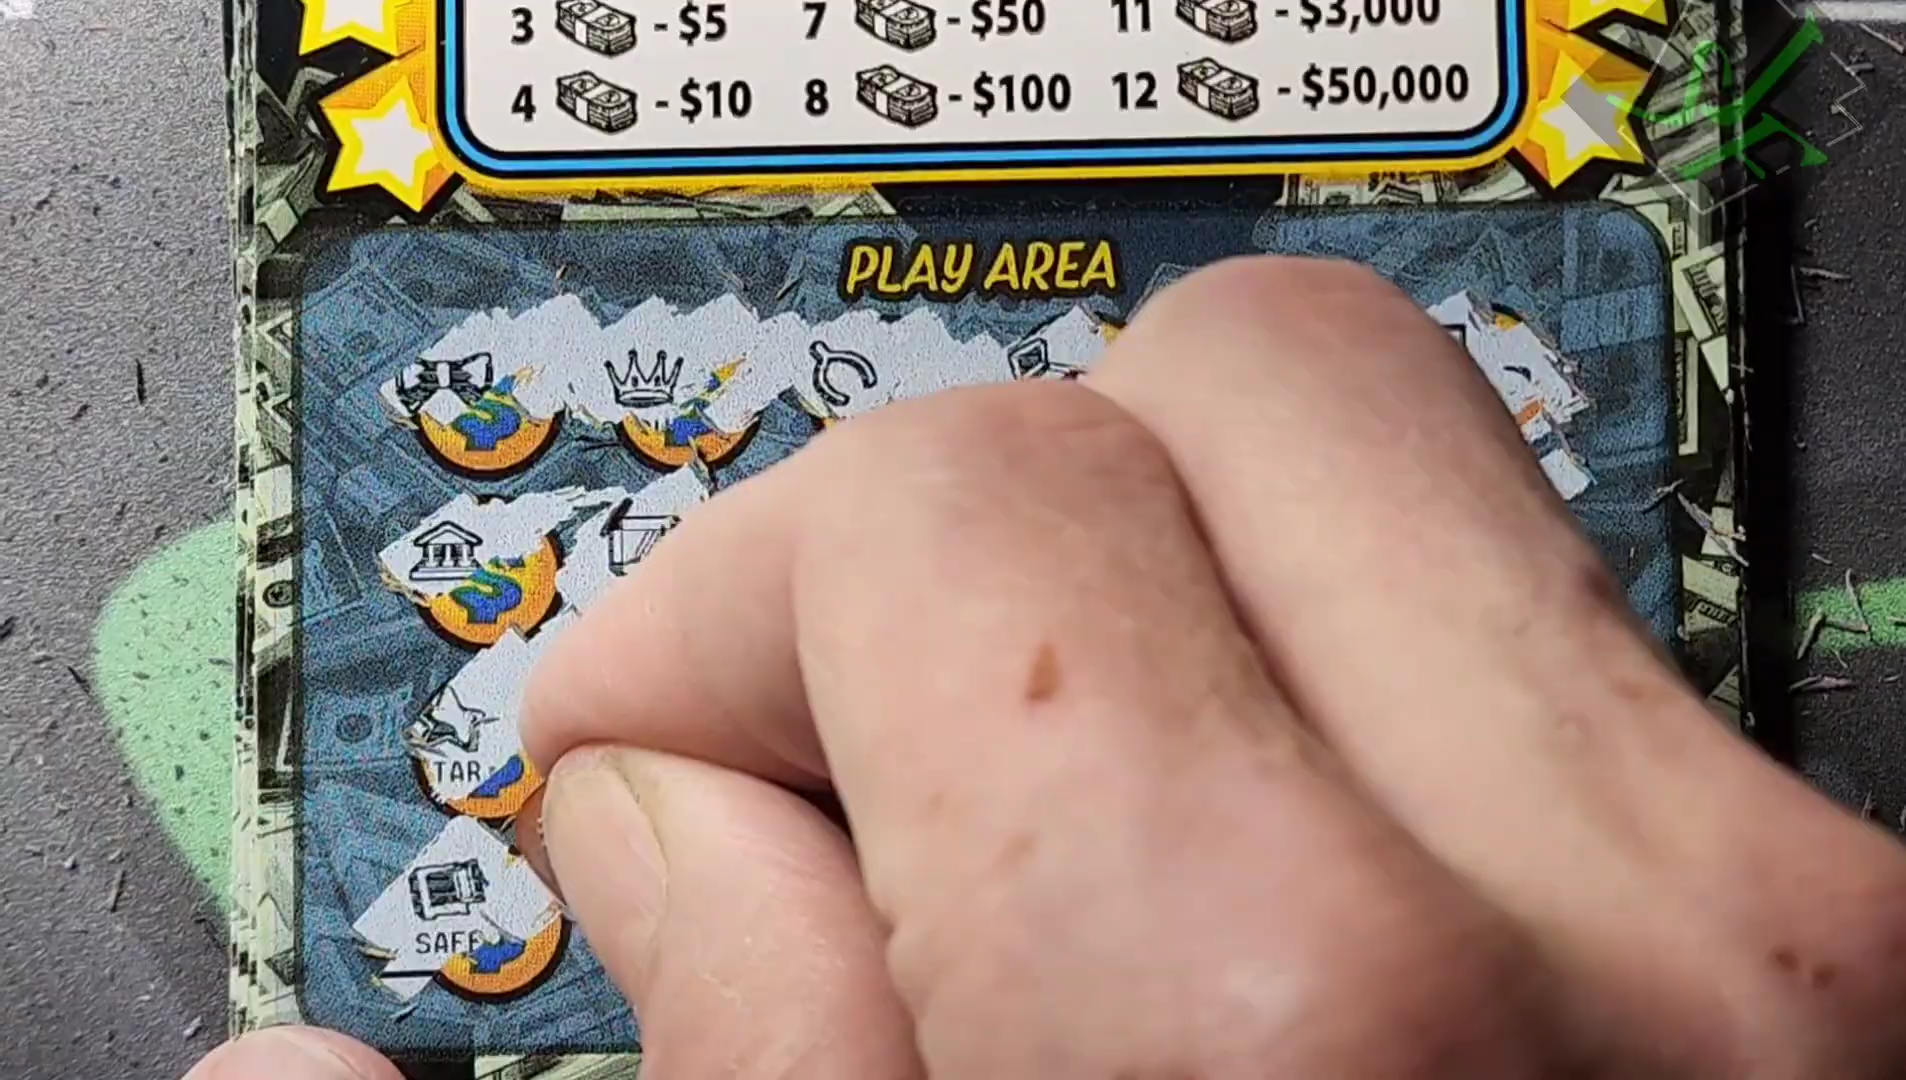 3 - $5 7 - $50 11 - $3,000
4 - $10 8 - $100 12 - $50,000
PLAY AREA
TAR
SAFE